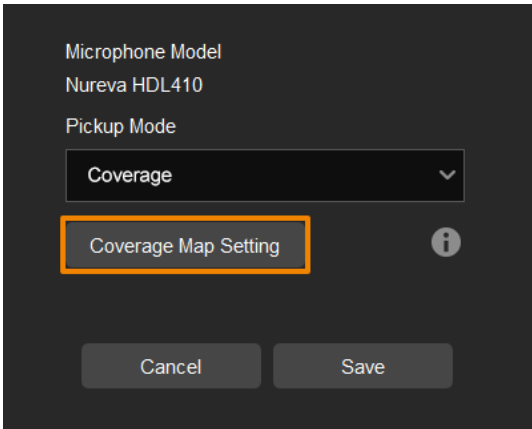 Microphone Model
Nureva HDL410
Pickup Mode
Coverage
Coverage Map Setting
Cancel Save